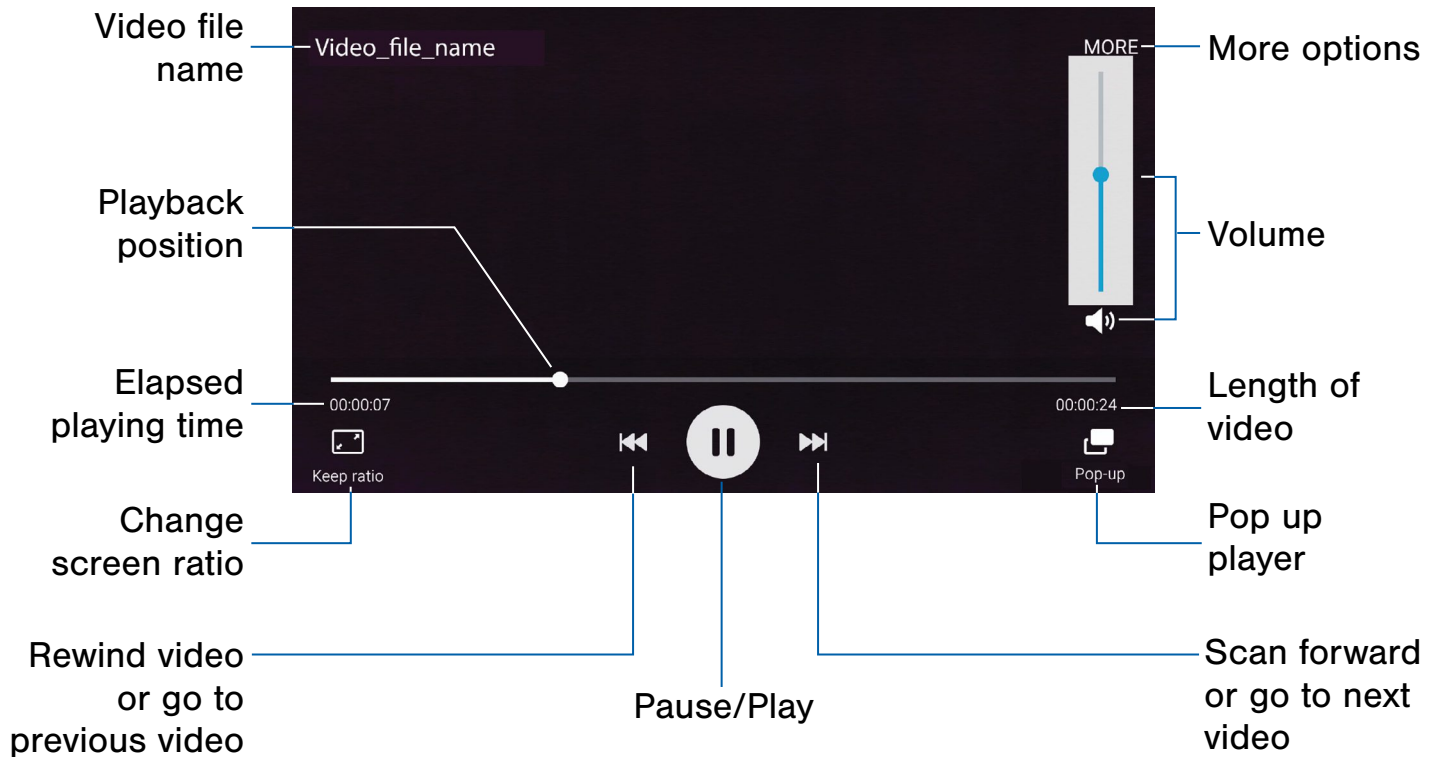 Video file
name
Video_file_name
MORE
More options
Playback
position
Volume
Elapsed
playing time
00:00:07
00:00:24
Length of
video
Keep ratio
Pop-up
Change
screen ratio
Pop up
player
Rewind video
or go to
previous video
Pause/Play
Scan forward
or go to next
video